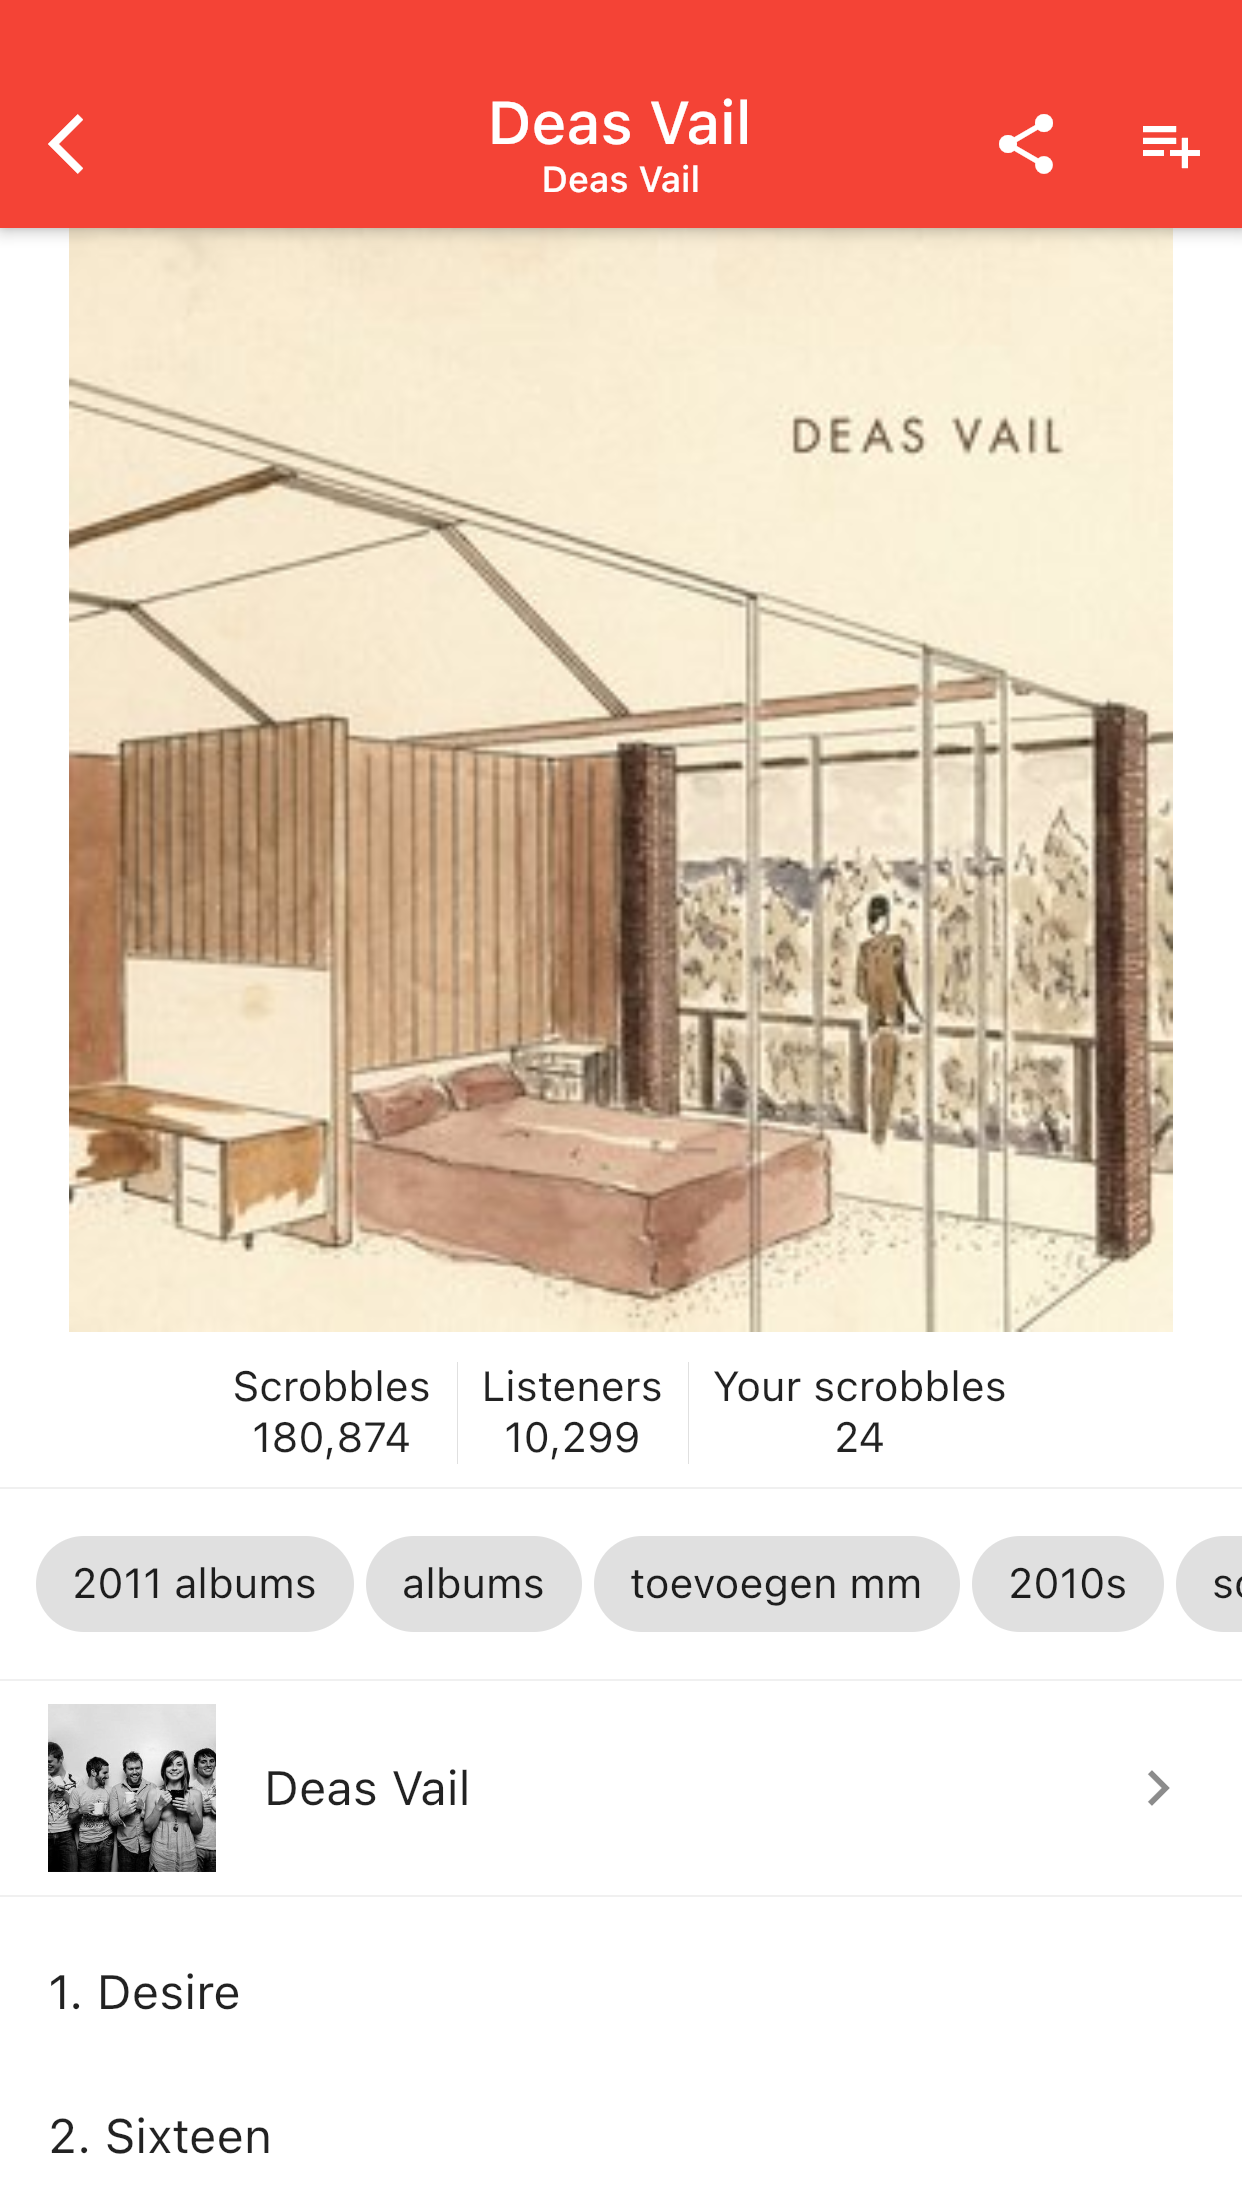 Deas Vail
Deas Vail
DEAS VAIL
Scrobbles
180,874
Listeners
10,299
Your scrobbles
24
2011 albums
albums
toevoegen mm
2010s
Deas Vail
1. Desire
2. Sixteen